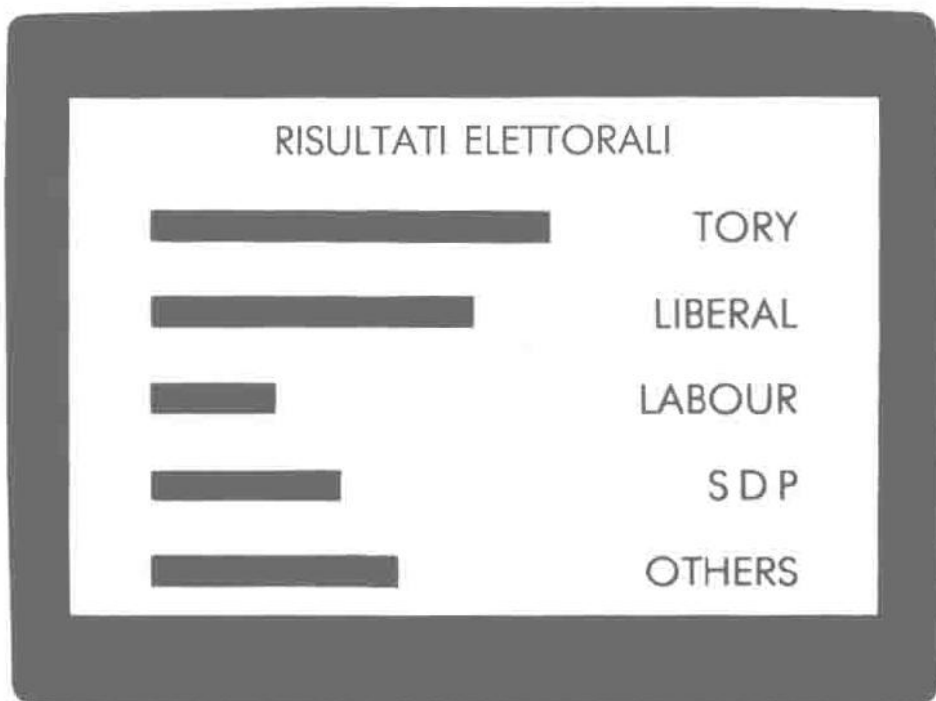 RISULTATI ELETTORALI
TORY
LIBERAL
LABOUR
S D P
OTHERS